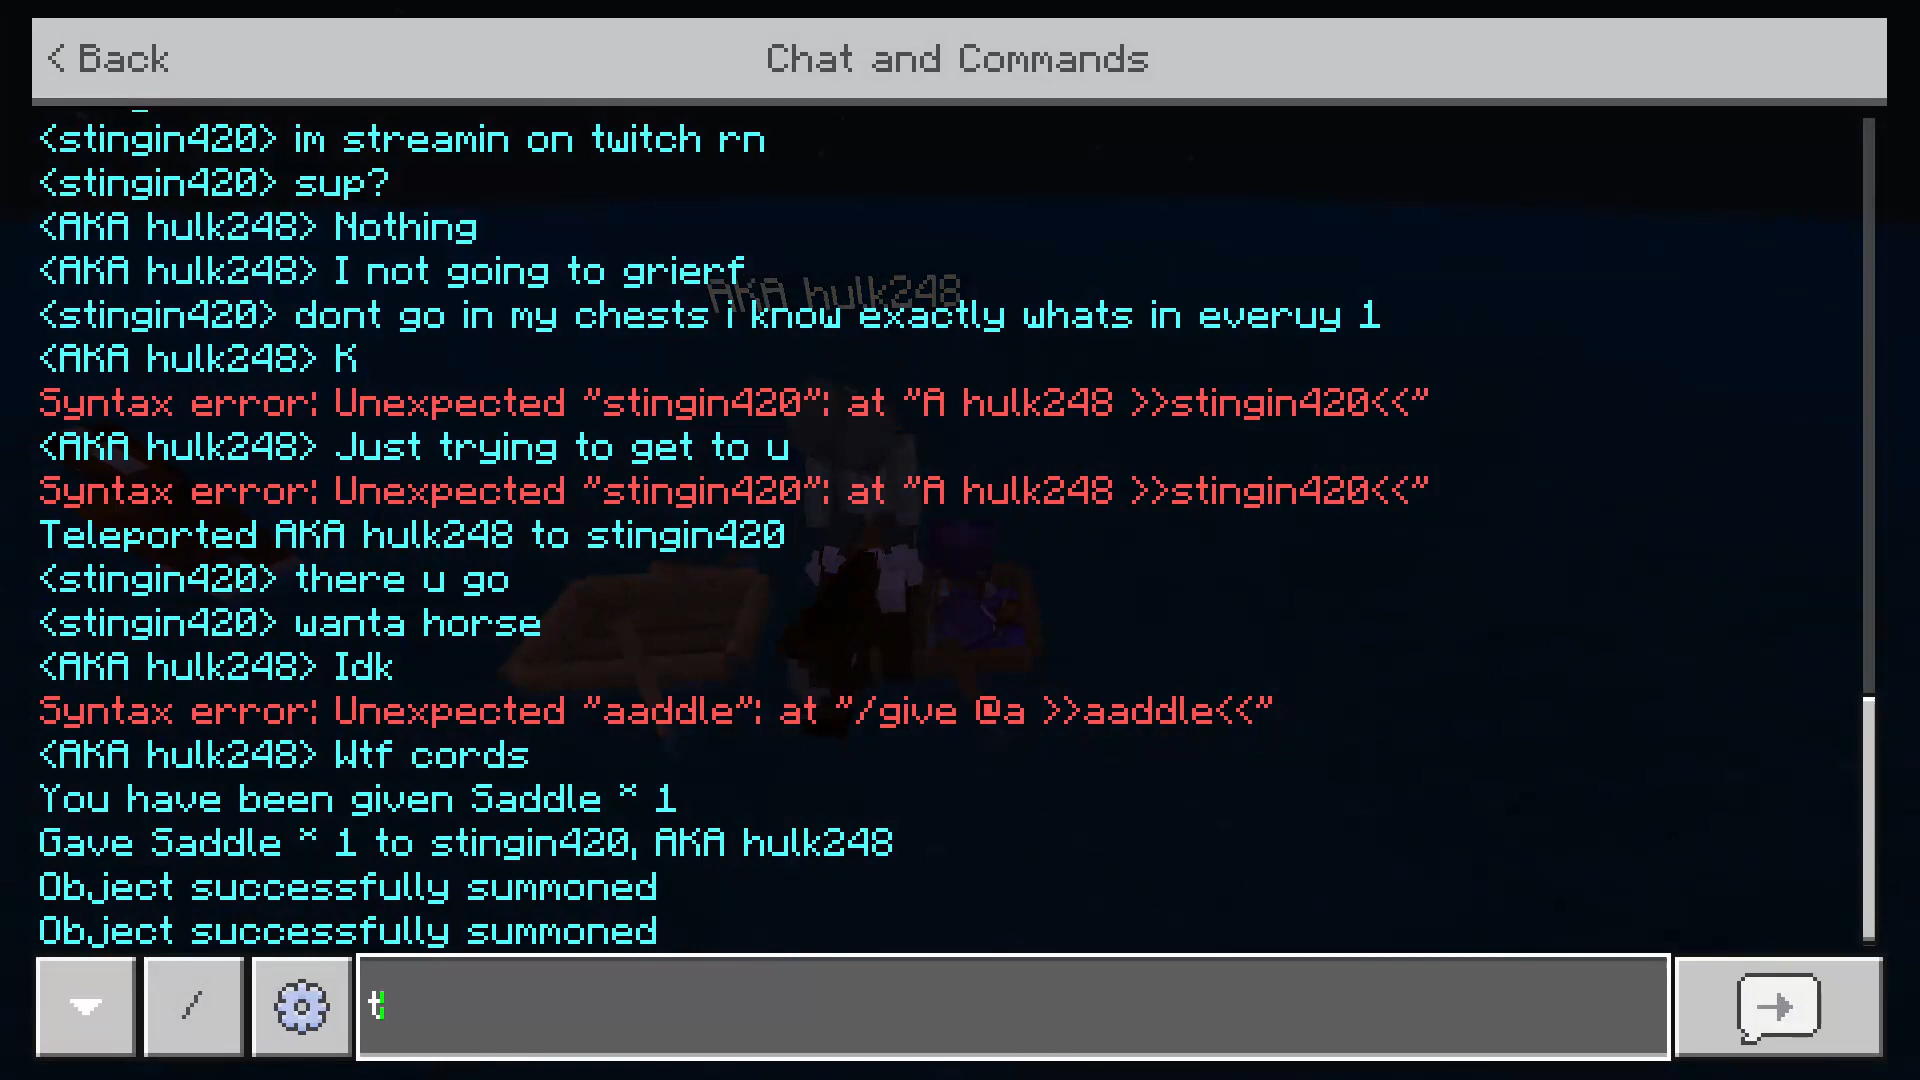 < Back
Chat and Commands
<stingin420> im streamin on twitch rn
<stingin420> sup?
<AKA hulk248> Nothing
<AKA hulk248> I not going to grierf
AKA hulk248
<stingin420> dont go in my chests i know exactly whats in everuy 1
<AKA hulk248> K
Syntax error: Unexpected "stingin420": at "A hulk248 >>stingin420<<"
<AKA hulk248> Just trying to get to u
Syntax error: Unexpected "stingin420": at "A hulk248 >>stingin420<<"
Teleported AKA hulk248 to stingin420
<stingin420> there u go
<stingin420> wanta horse
<AKA hulk248> Idk
Syntax error: Unexpected "aaddle": at "/give @a >>aaddle<<"
<AKA hulk248> Wtf cords
You have been given Saddle * 1
Gave Saddle * 1 to stingin420, AKA hulk248
Object successfully summoned
Object successfully summoned
/
t